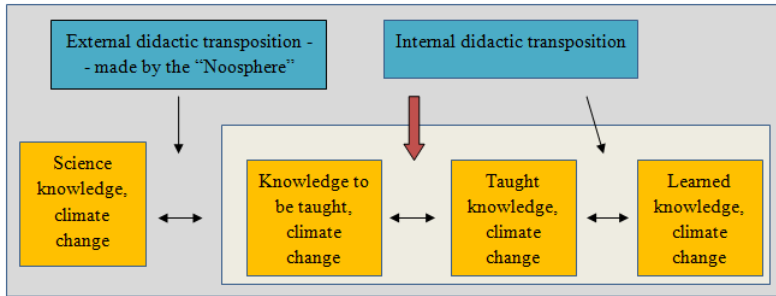 External didactic transposition -
- made by the “Noosphere”
Internal didactic transposition
Science
knowledge,
climate
change
Knowledge to
be taught,
climate
change
Taught
knowledge,
climate
change
Learned
knowledge,
climate
change